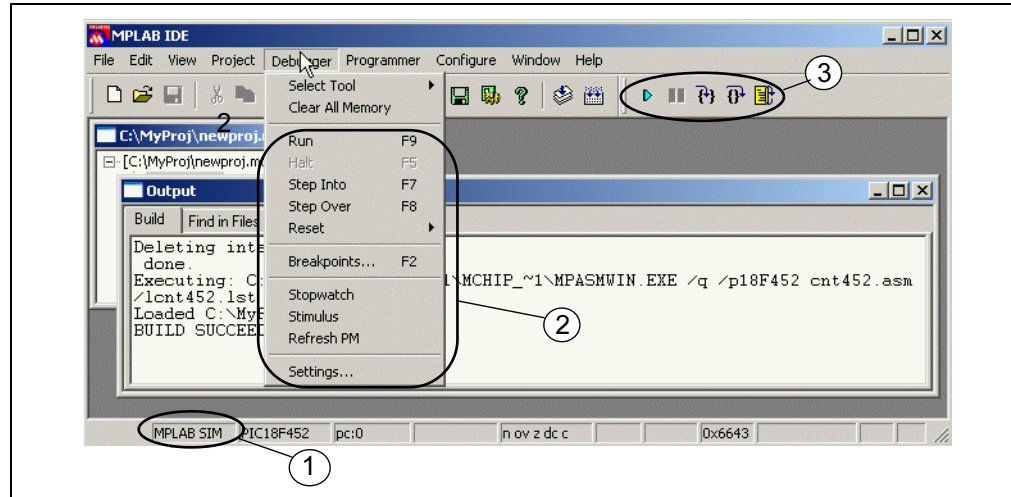 MPLAB IDE
File Edit View Project Debugger Programmer Configure Window Help
3
2
C:\MyProj\newproj.
[C:\MyProj\newproj.m
Select Tool
Clear All Memory
Run F9
Halt F5
Step Into F7
Step Over F8
Reset
Breakpoints... F2
Stopwatch
Stimulus
Refresh PM
Settings...
Output
Build Find in Files
Deleting inte
done.
Executing: C: 1\MCHIP_~1\MPASMWIN.EXE /q /p18F452 cnt452.asm
/lcnt452.lst
Loaded C:\MyP
BUILD SUCCEED
2
MPLAB SIM PIC18F452 pc:0 n ov z dc c 0x6643
1